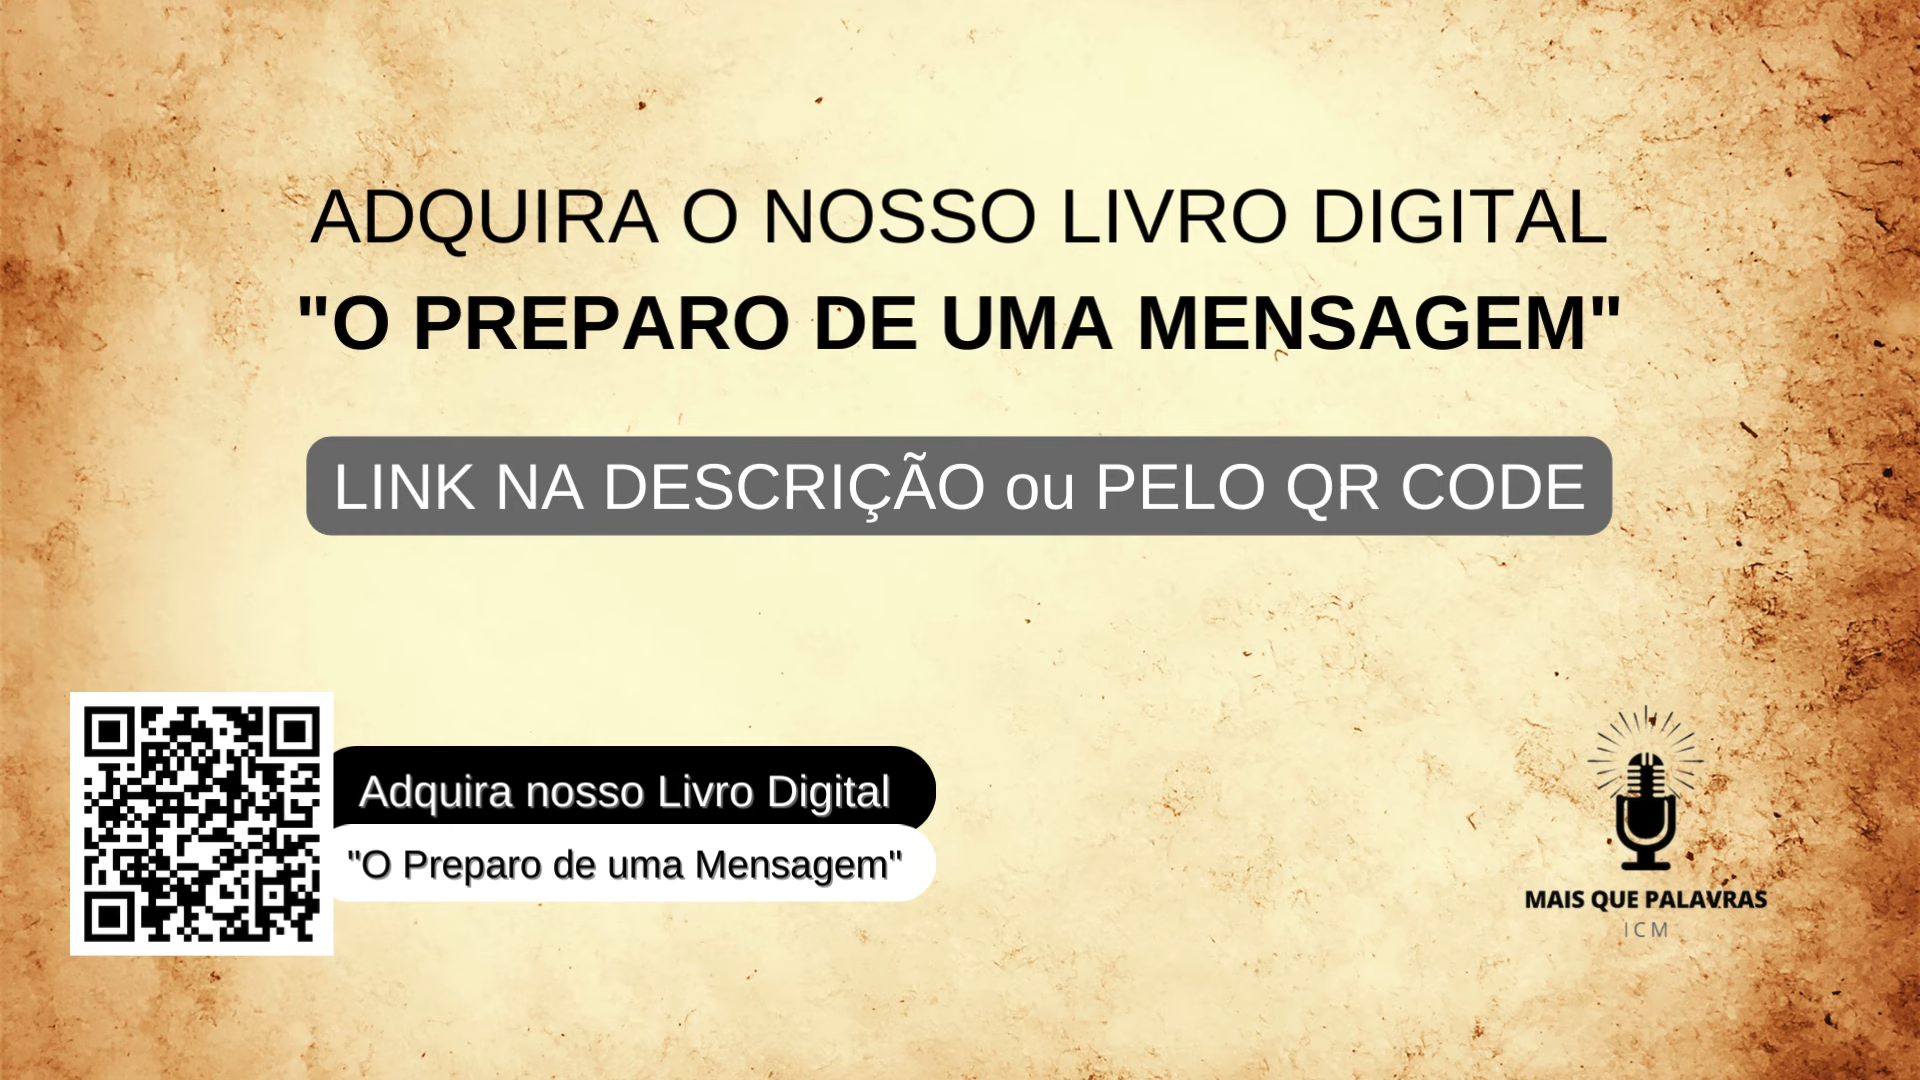 ADQUIRA O NOSSO LIVRO DIGITAL
"O PREPARO DE UMA MENSAGEM"
LINK NA DESCRIÇÃO ou PELO QR CODE
Adquira nosso Livro Digital
"O Preparo de uma Mensagem"
MAIS QUE PALAVRAS
ICM